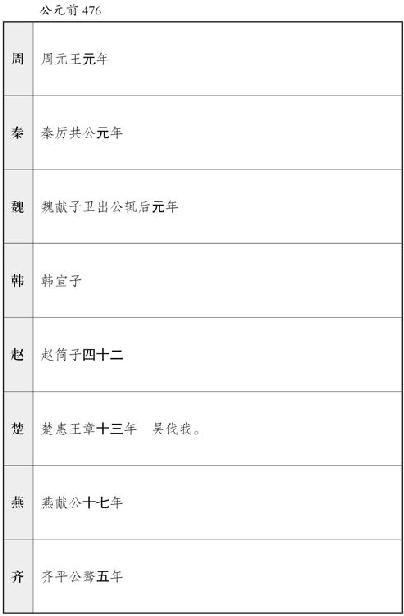 公元前 476
周 周元王元年
秦 秦厉共公元年
魏 魏献子卫出公辄后元年
韩 韩宣子
赵 赵简子四十二
楚 楚惠王章十三年 吴伐我。
燕 燕献公十七年
齐 齐平公骜五年